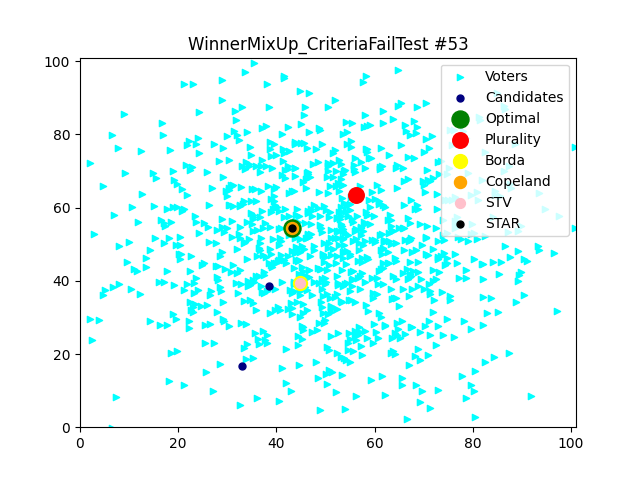 WinnerMixUp_CriteriaFailTest #53
100
80
60
40
20
0
0
20
40
60
80
100
Voters
Candidates
Optimal
Plurality
Borda
Copeland
STV
STAR